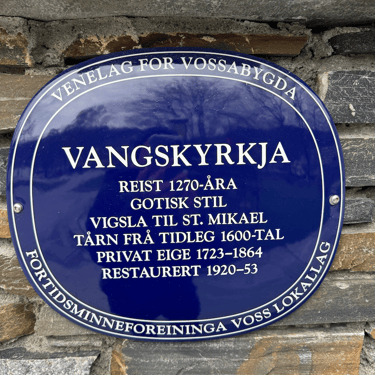 VENELAG FOR VOSSABYGDA
VANGSKYRKJA
REIST 1270-ÅRA
GOTISK STIL
VIGSLA TIL ST. MIKAEL
TÅRN FRÅ TIDLEG 1600-TAL
PRIVAT EIGE 1723–1864
RESTAURERT 1920–53
FORTIDSMINNEFOREININGA VOSS LOKALLAG